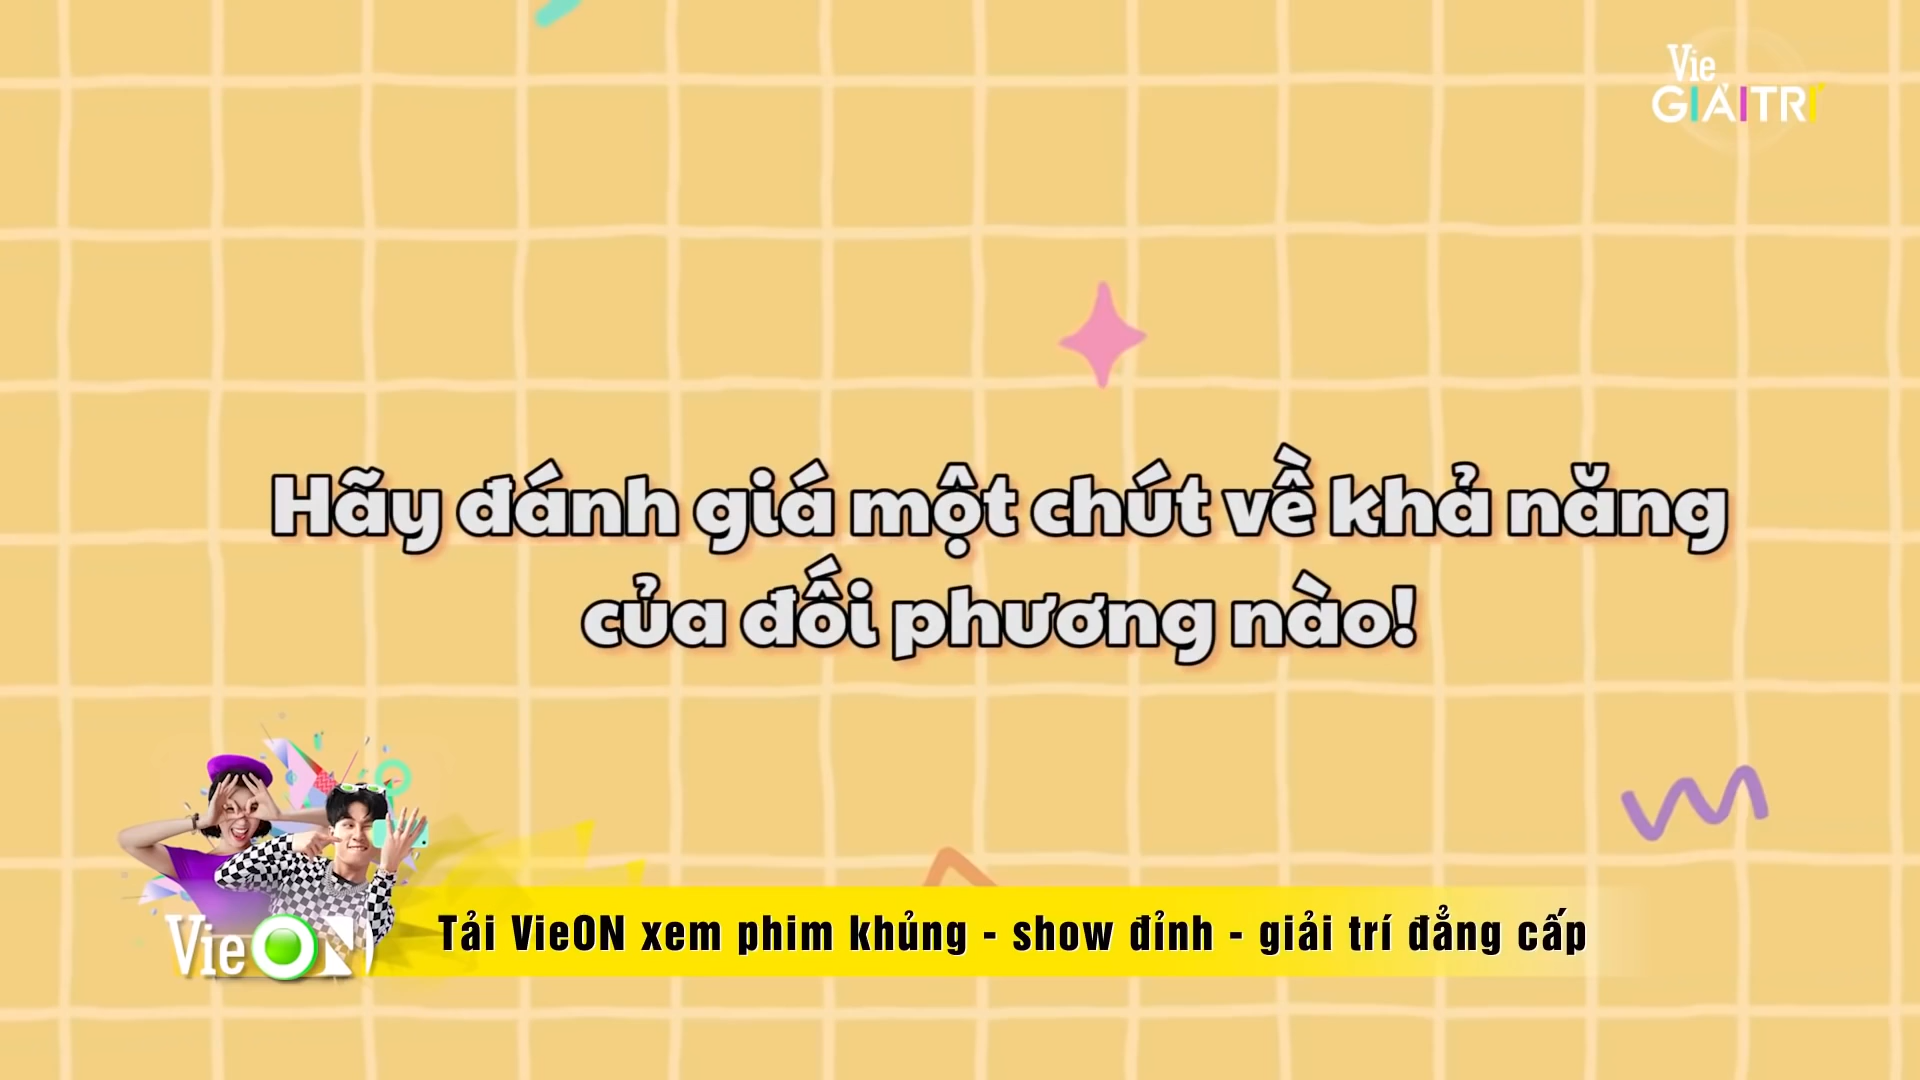 Vie
GIẢI TRÍ
Hãy đánh giá một chút về khả năng
của đối phương nào!
VieON
Tải VieON xem phim khủng - show đỉnh - giải trí đẳng cấp